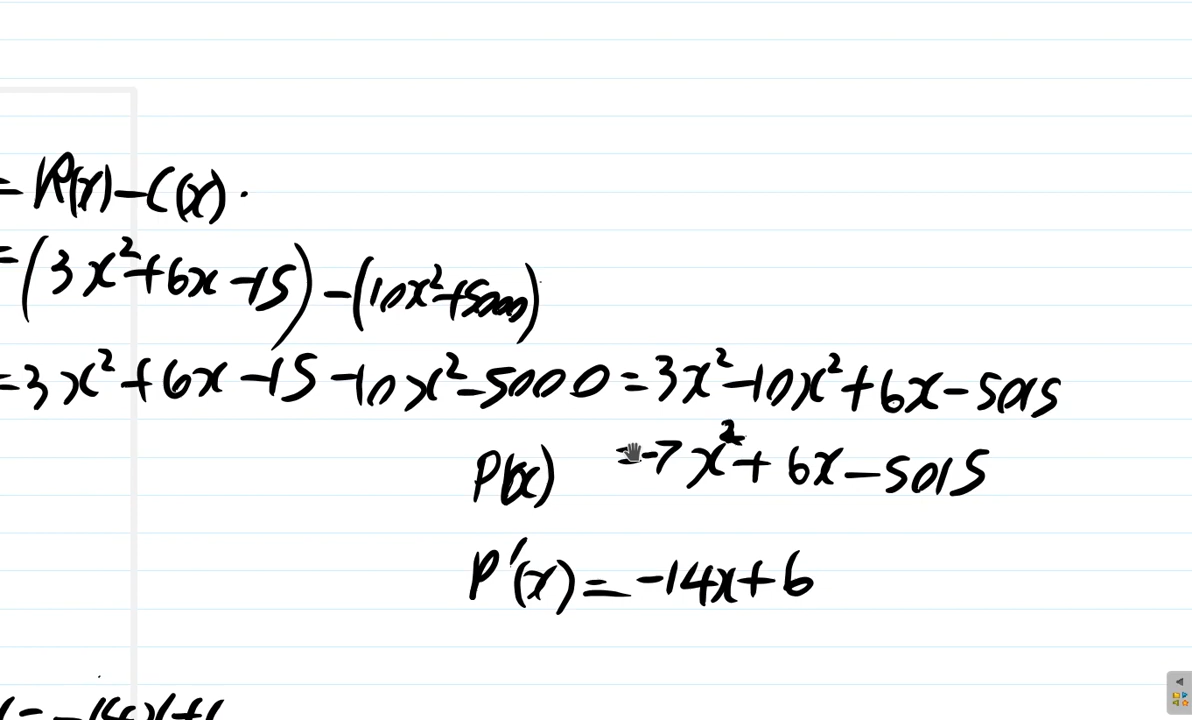 = R(x) - C(x).
= (3x² + 6x - 15) - (10x² + 5000)
= 3x² + 6x - 15 - 10x² - 5000 = 3x² - 10x² + 6x - 5015
P(x) = -7x² + 6x - 5015
P'(x) = -14x + 6